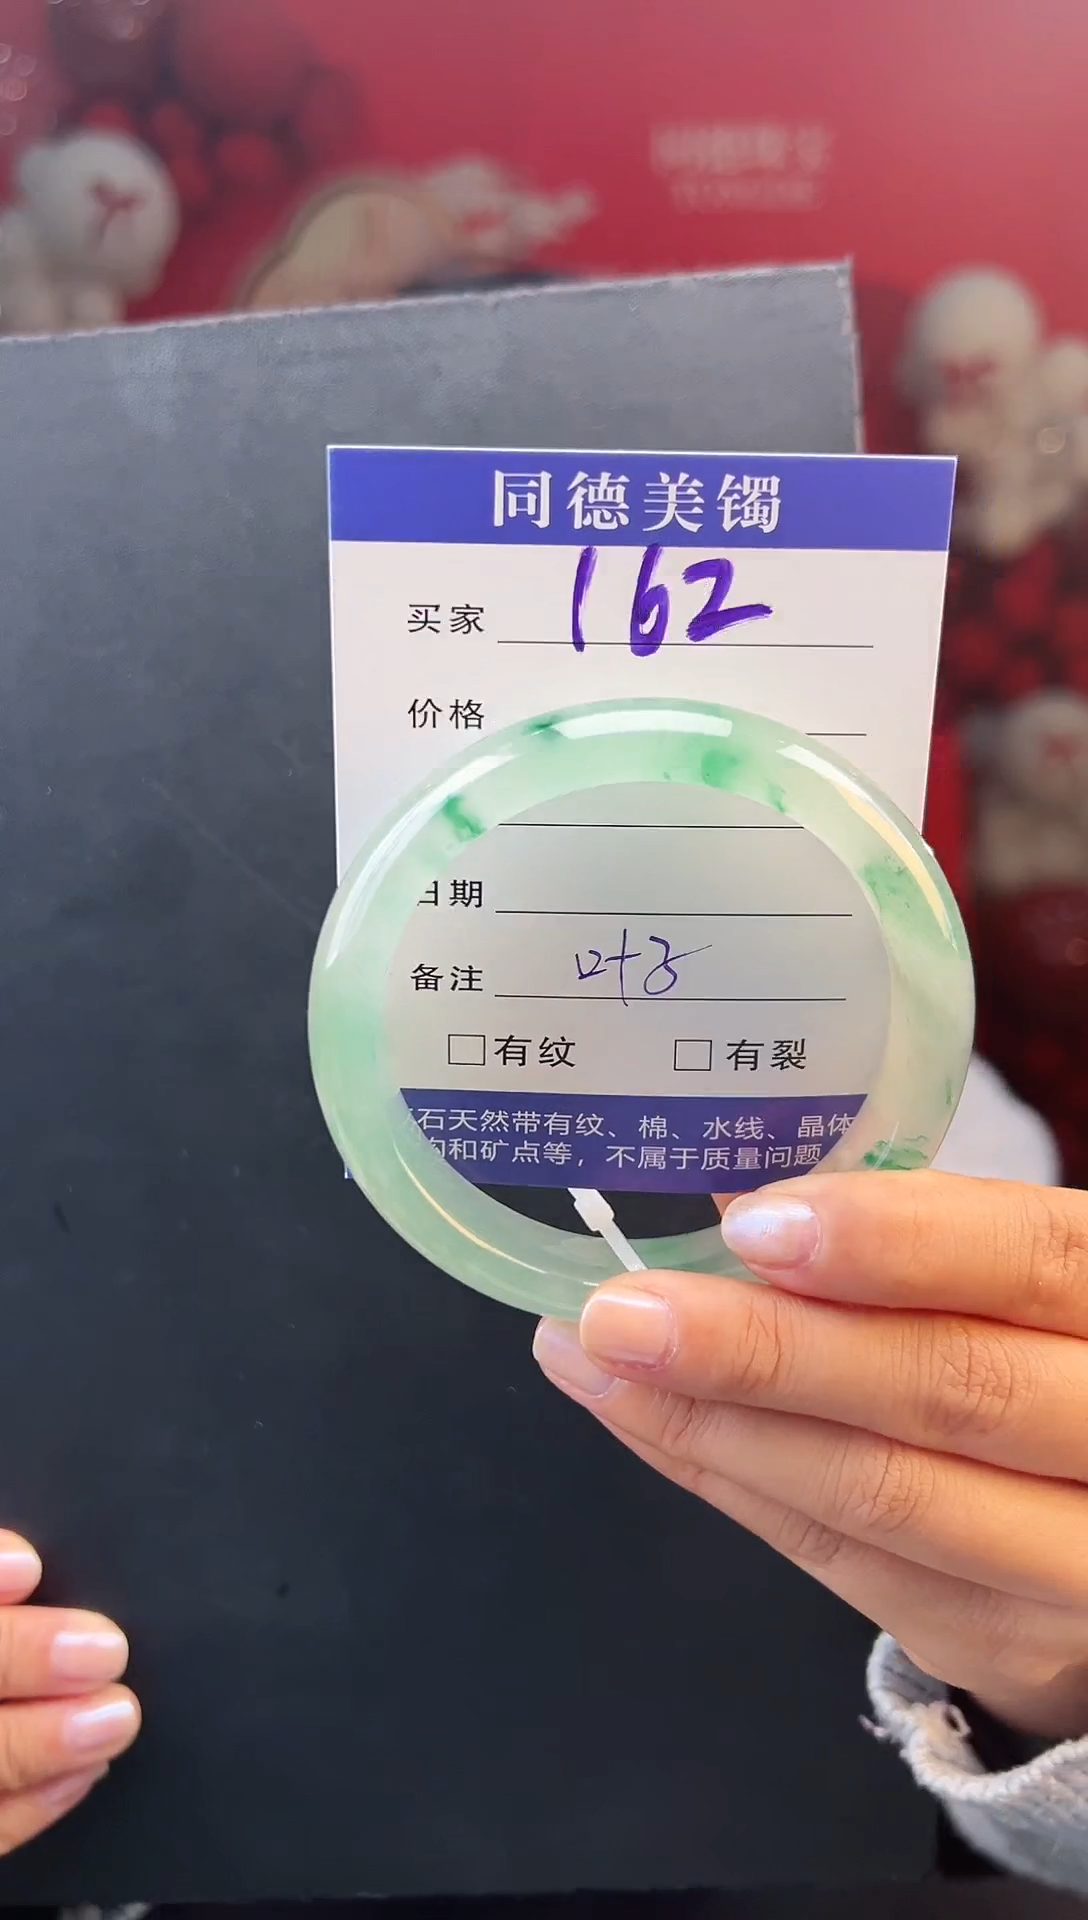 同德美镯
买家 162
价格
日期
备注 叶子
□有纹 □有裂
石天然带有纹、棉、水线、晶体
和矿点等，不属于质量问题